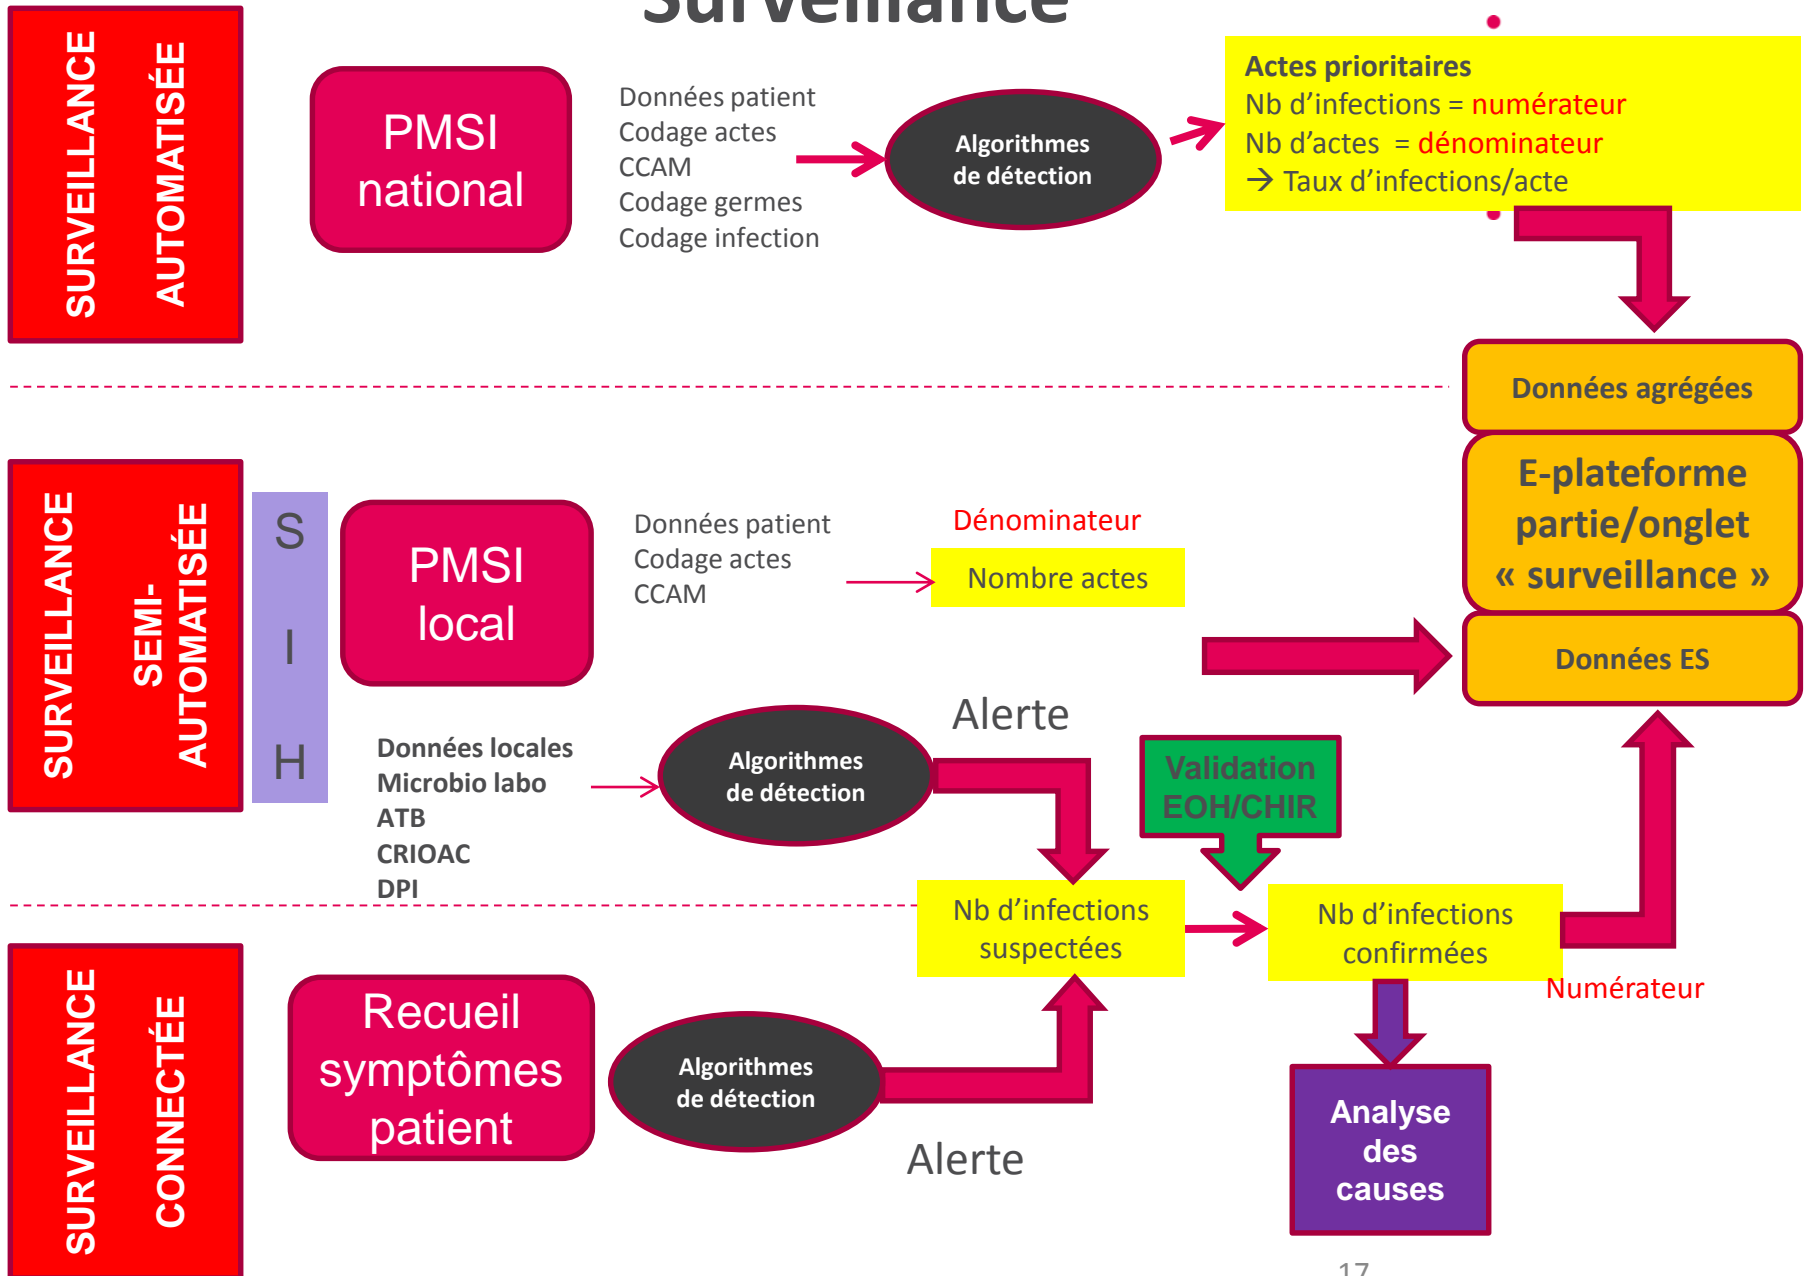 Surveillance
SURVEILLANCE
AUTOMATISÉE
PMSI
national
Données patient
Codage actes
CCAM
Codage germes
Codage infection
Algorithmes
de détection
Actes prioritaires
Nb d’infections = numérateur
Nb d’actes = dénominateur
→ Taux d’infections/acte
Données agrégées
E-plateforme
partie/onglet
« surveillance »
Données ES
SURVEILLANCE
SEMI-
AUTOMATISÉE
S
I
H
PMSI
local
Données patient
Codage actes
CCAM
Dénominateur
Nombre actes
Données locales
Microbio labo
ATB
CRIOAC
DPI
Algorithmes
de détection
Alerte
Validation
EOH/CHIR
Nb d’infections
suspectées
Nb d’infections
confirmées
Numérateur
SURVEILLANCE
CONNECTÉE
Recueil
symptômes
patient
Algorithmes
de détection
Alerte
Analyse
des
causes
17